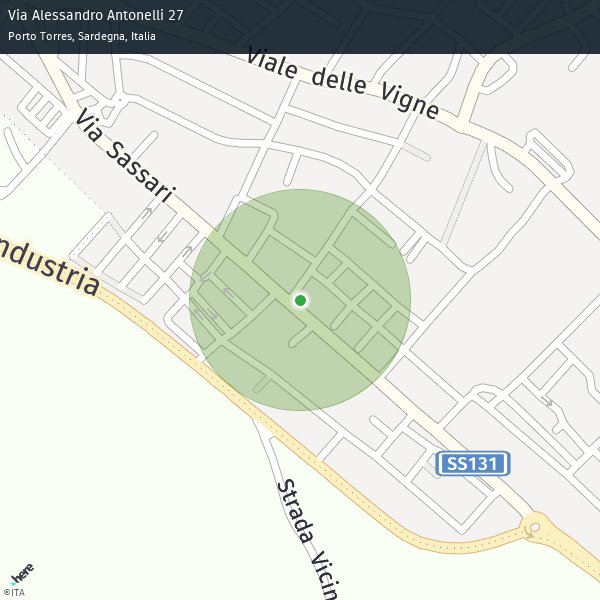 Via Alessandro Antonelli 27
Porto Torres, Sardegna, Italia
Viale delle Vigne
Via Sassari
ndustria
SS131
Strada Vicin
here
©ITA